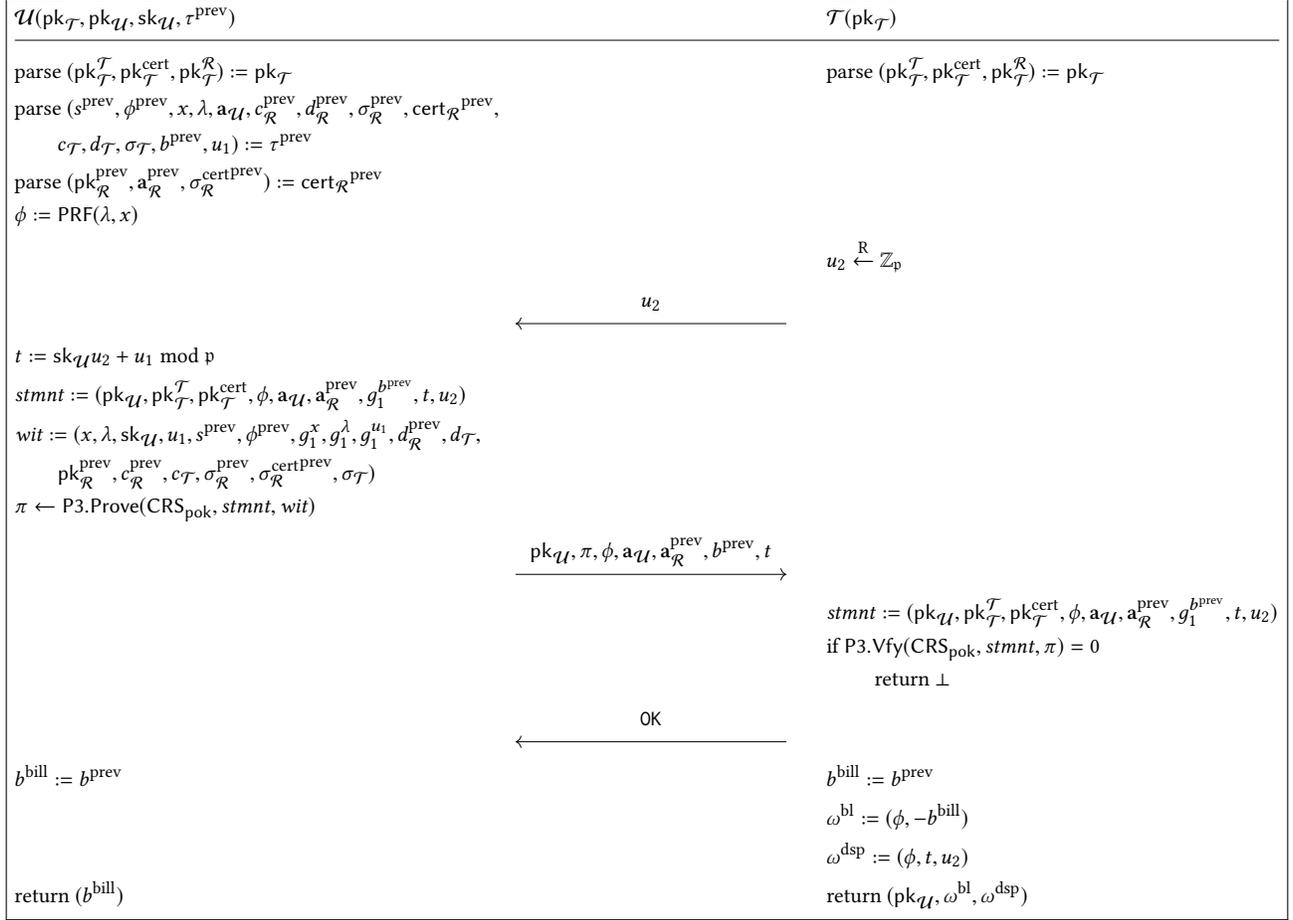 𝒰(pk_𝒯, pk_𝒰, sk_𝒰, τ^prev)
𝒯(pk_𝒯)
parse (pk_𝒯^𝒯, pk_𝒯^cert, pk_𝒯^ℛ) := pk_𝒯
parse (pk_𝒯^𝒯, pk_𝒯^cert, pk_𝒯^ℛ) := pk_𝒯
parse (s^prev, ϕ^prev, x, λ, a_𝒰, c_ℛ^prev, d_ℛ^prev, σ_ℛ^prev, cert_ℛ^prev,
c_𝒯, d_𝒯, σ_𝒯, b^prev, u_1) := τ^prev
parse (pk_ℛ^prev, a_ℛ^prev, σ_ℛ^cert^prev) := cert_ℛ^prev
ϕ := PRF(λ, x)
u_2 ←^R ℤ_𝔭
u_2
t := sk_𝒰 u_2 + u_1 mod 𝔭
stmnt := (pk_𝒰, pk_𝒯^𝒯, pk_𝒯^cert, ϕ, a_𝒰, a_ℛ^prev, g_1^{b^prev}, t, u_2)
wit := (x, λ, sk_𝒰, u_1, s^prev, ϕ^prev, g_1^x, g_1^λ, g_1^{u_1}, d_ℛ^prev, d_𝒯,
pk_ℛ^prev, c_ℛ^prev, c_𝒯, σ_ℛ^prev, σ_ℛ^cert^prev, σ_𝒯)
π ← P3.Prove(CRS_pok, stmnt, wit)
pk_𝒰, π, ϕ, a_𝒰, a_ℛ^prev, b^prev, t
stmnt := (pk_𝒰, pk_𝒯^𝒯, pk_𝒯^cert, ϕ, a_𝒰, a_ℛ^prev, g_1^{b^prev}, t, u_2)
if P3.Vfy(CRS_pok, stmnt, π) = 0
return ⊥
OK
b^bill := b^prev
b^bill := b^prev
ω^bl := (ϕ, −b^bill)
ω^dsp := (ϕ, t, u_2)
return (b^bill)
return (pk_𝒰, ω^bl, ω^dsp)